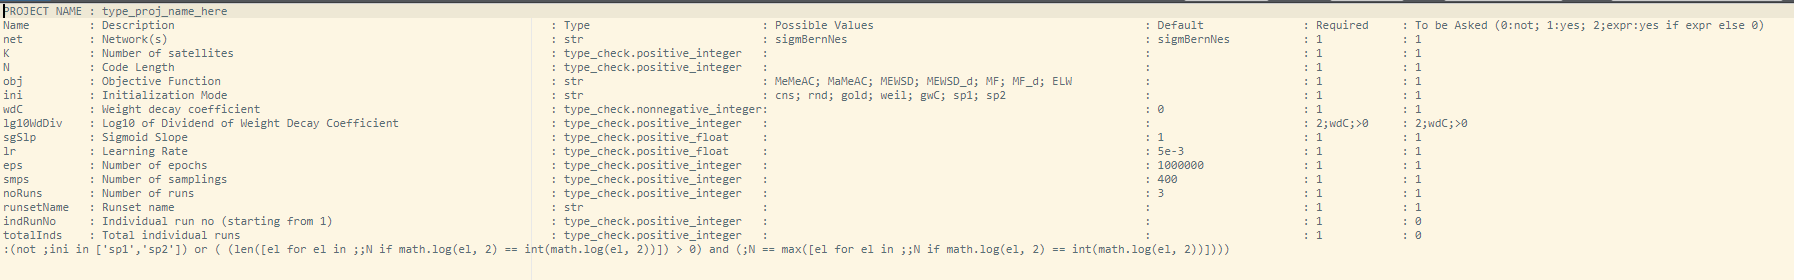 PROJECT NAME : type_proj_name_here
Name : Description : Type : Possible Values : Default : Required : To be Asked (0:not; 1:yes; 2;expr:yes if expr else 0)
net : Network(s) : str : sigmBernNes : sigmBernNes : 1 : 1
K : Number of satellites : type_check.positive_integer : : : 1 : 1
N : Code Length : type_check.positive_integer : : : 1 : 1
obj : Objective Function : str : MeMeAC; MaMeAC; MEWSD; MEWSD_d; MF; MF_d; ELW : : 1 : 1
ini : Initialization Mode : str : cns; rnd; gold; weil; gwC; sp1; sp2 : : 1 : 1
wdC : Weight decay coefficient : type_check.nonnegative_integer: : 0 : 1 : 1
lg10WdDiv : Log10 of Dividend of Weight Decay Coefficient : type_check.positive_integer : : : 2;wdC;>0 : 2;wdC;>0
sgSlp : Sigmoid Slope : type_check.positive_float : : 1 : 1 : 1
lr : Learning Rate : type_check.positive_float : : 5e-3 : 1 : 1
eps : Number of epochs : type_check.positive_integer : : 1000000 : 1 : 1
smps : Number of samplings : type_check.positive_integer : : 400 : 1 : 1
noRuns : Number of runs : type_check.positive_integer : : 3 : 1 : 1
runsetName : Runset name : str : : : 1 : 1
indRunNo : Individual run no (starting from 1) : type_check.positive_integer : : : 1 : 0
totalInds : Total individual runs : type_check.positive_integer : : : 1 : 0
:(not ;ini in ['sp1','sp2']) or ( (len([el for el in ;;N if math.log(el, 2) == int(math.log(el, 2))]) > 0) and (;N == max([el for el in ;;N if math.log(el, 2) == int(math.log(el, 2))])))